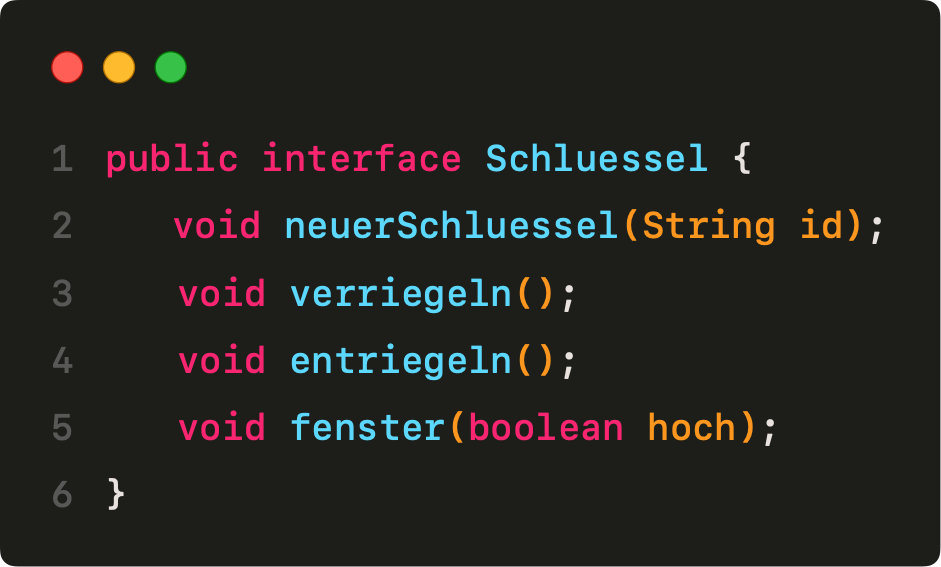 1 public interface Schluessel {
2 void neuerSchluessel(String id);
3 void verriegeln();
4 void entriegeln();
5 void fenster(boolean hoch);
6 }